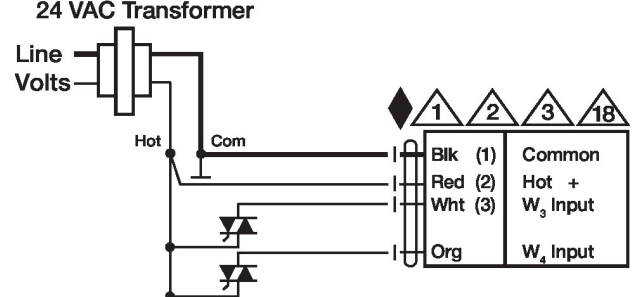 24 VAC Transformer
Line
Volts
Hot
Com
1 2 3 18
Blk (1) Common
Red (2) Hot +
Wht (3) W3 Input
Org W4 Input